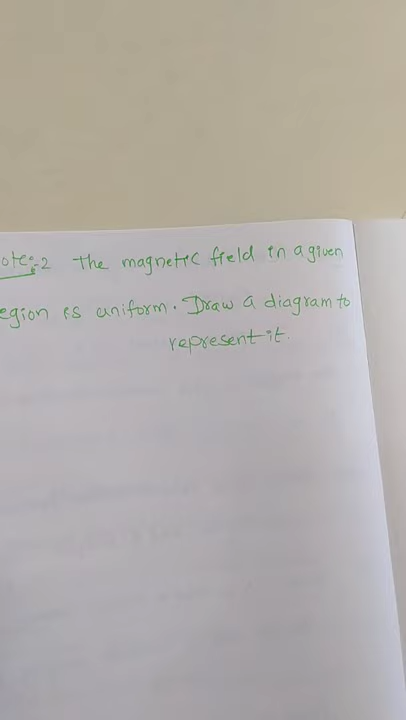 ote:-2 The magnetic field in a given
egion is uniform. Draw a diagram to
represent it.